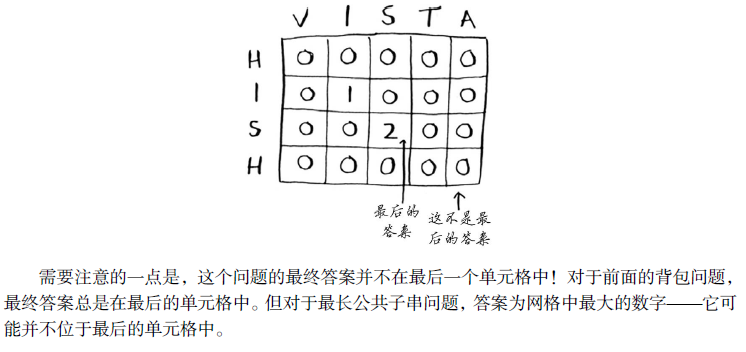 V I S T A
H 0 0 0 0 0
I 0 1 0 0 0
S 0 0 2 0 0
H 0 0 0 0 0
最后的
答案
这不是最
后的答案
需要注意的一点是，这个问题的最终答案并不在最后一个单元格中！对于前面的背包问题，
最终答案总是在最后的单元格中。但对于最长公共子串问题，答案为网格中最大的数字——它可
能并不位于最后的单元格中。